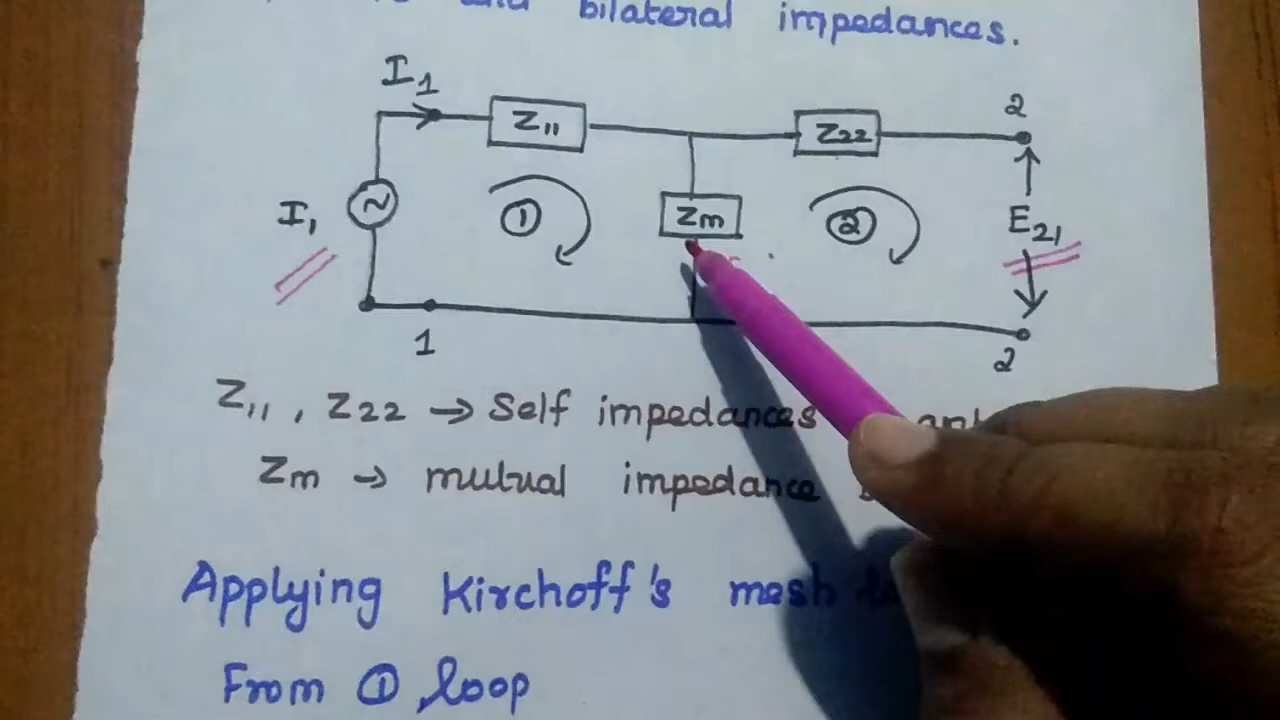 and bilateral impedances.
I1
Z11
Z22
2
I1
1
Zm
2
E21
1
2
Z11, Z22 → Self impedances
Zm → mutual impedance
Applying Kirchoff's mesh
From 1 loop